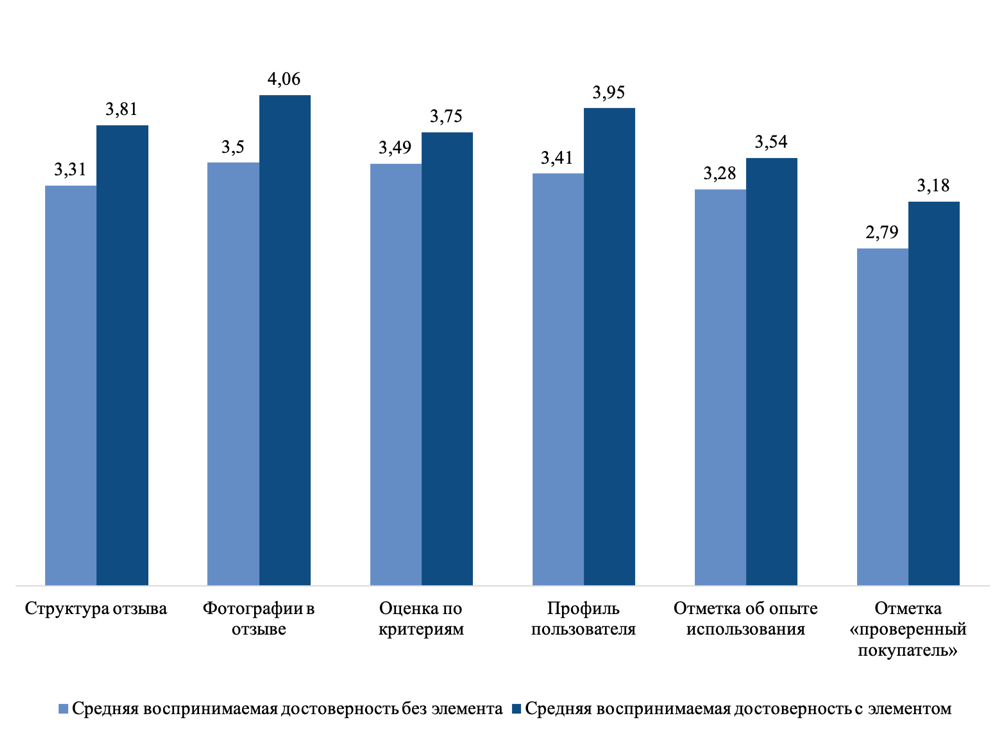 4,06
3,95
3,81
3,75
3,5
3,49
3,54
3,41
3,31
3,28
3,18
2,79
Структура отзыва
Фотографии в
отзыве
Оценка по
критериям
Профиль
пользователя
Отметка об опыте
использования
Отметка
«проверенный
покупатель»
Средняя воспринимаемая достоверность без элемента
Средняя воспринимаемая достоверность с элементом